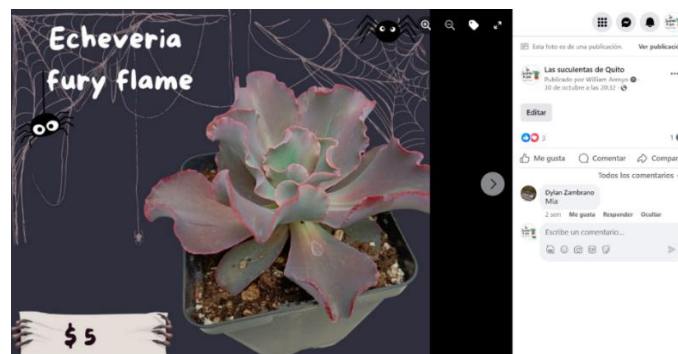 Echeveria
fury flame
$ 5
Esta foto es de una publicación.
Ver publicació
Las suculentas de Quito
Publicado por William Arroyo
30 de octubre a las 20:32
Editar
3
1
Me gusta
Comentar
Compar
Todos los comentarios
Dylan Zambrano
Mía
2 sem Me gusta Responder Ocultar
Escribe un comentario...